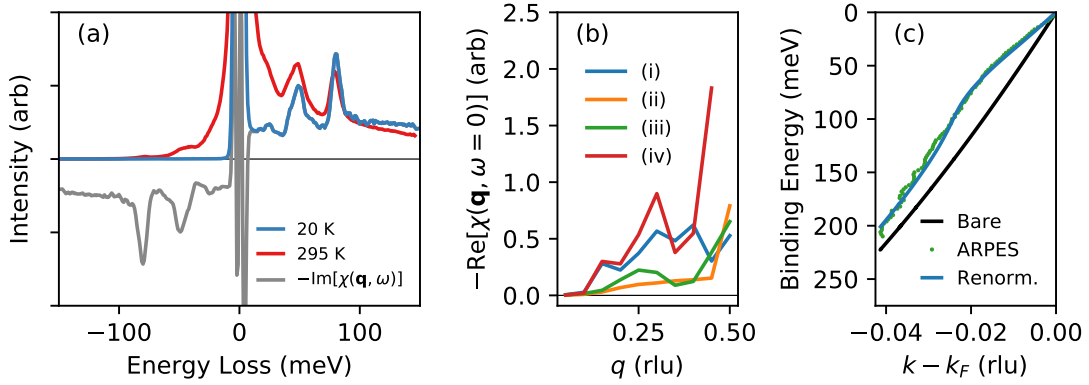 (a)
Intensity (arb)
20 K
295 K
−Im[χ(q, ω)]
−100
0
100
Energy Loss (meV)
(b)
−Re[χ(q, ω = 0)] (arb)
2.5
2.0
1.5
1.0
0.5
0.0
(i)
(ii)
(iii)
(iv)
0.25
0.50
q (rlu)
(c)
Binding Energy (meV)
0
50
100
150
200
250
Bare
ARPES
Renorm.
−0.04
−0.02
0.00
k − k_F (rlu)